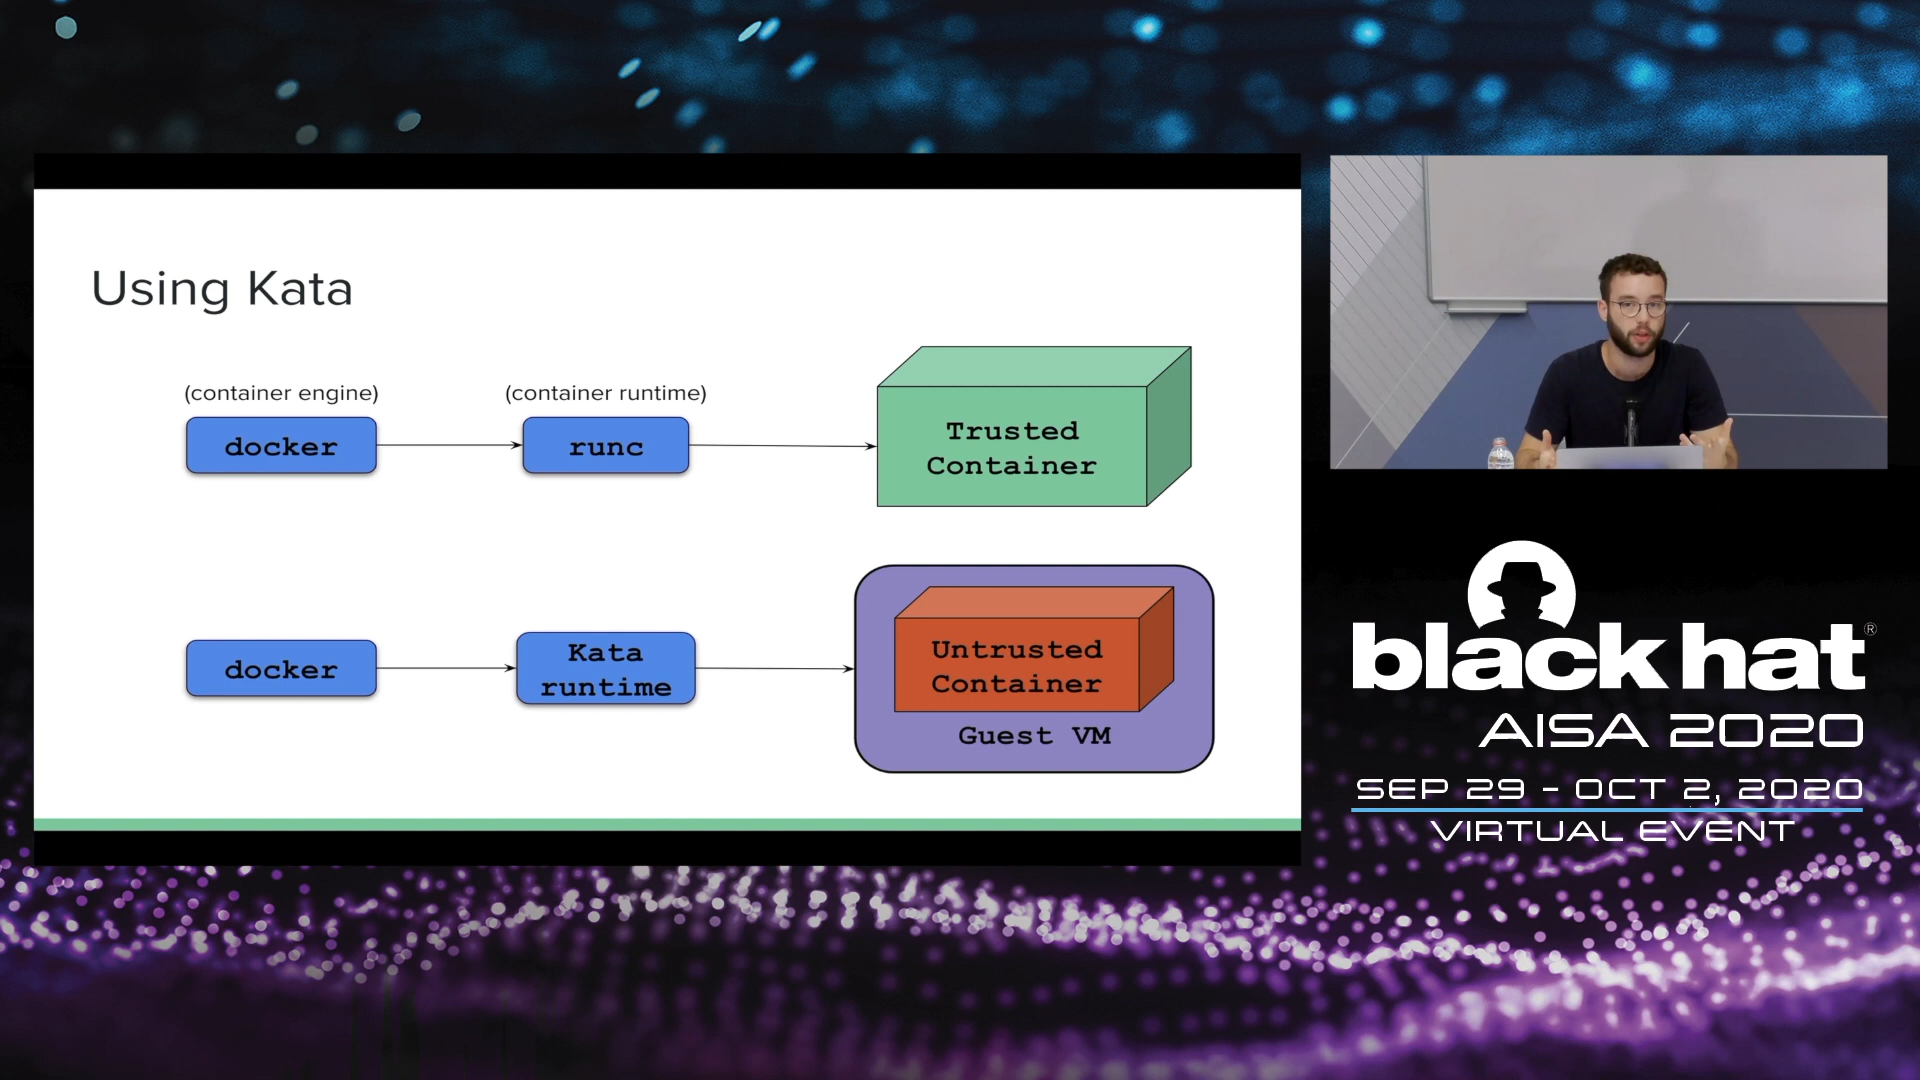 Using Kata
(container engine)
(container runtime)
docker
runc
Trusted
Container
docker
Kata
runtime
Untrusted
Container
Guest VM
black hat®
AISA 2020
SEP 29 - OCT 2, 2020
VIRTUAL EVENT